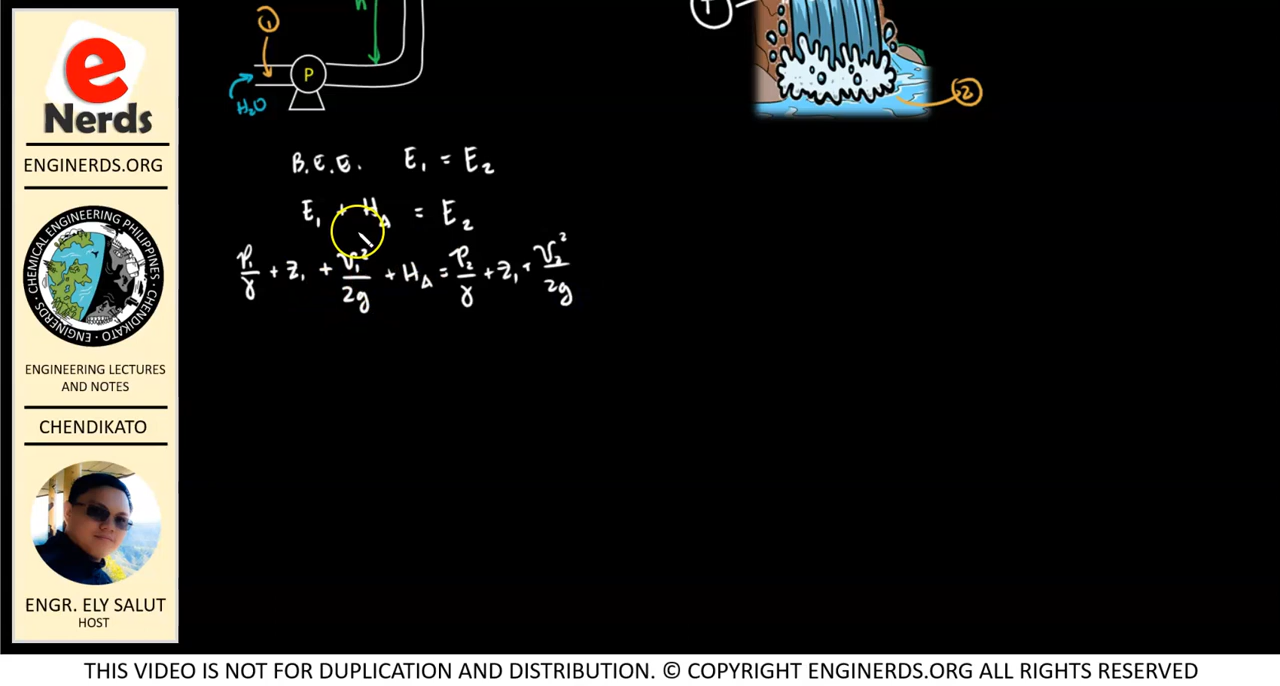 1
h
P
H₂O
T
2
e
Nerds
ENGINERDS.ORG
CHEMICAL ENGINEERING PHILIPPINES
CHENDIKATO · ENGINERDS
ENGINEERING LECTURES
AND NOTES
CHENDIKATO
ENGR. ELY SALUT
HOST
B.E.E. E₁ = E₂
E₁ + H_A = E₂
P₁/γ + z₁ + V₁²/2g + H_A = P₂/γ + z₁ + V₂²/2g
THIS VIDEO IS NOT FOR DUPLICATION AND DISTRIBUTION. © COPYRIGHT ENGINERDS.ORG ALL RIGHTS RESERVED